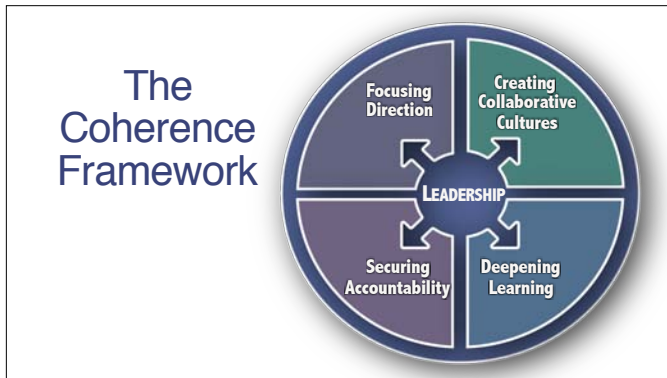 The
Coherence
Framework
Focusing
Direction
Creating
Collaborative
Cultures
LEADERSHIP
Securing
Accountability
Deepening
Learning